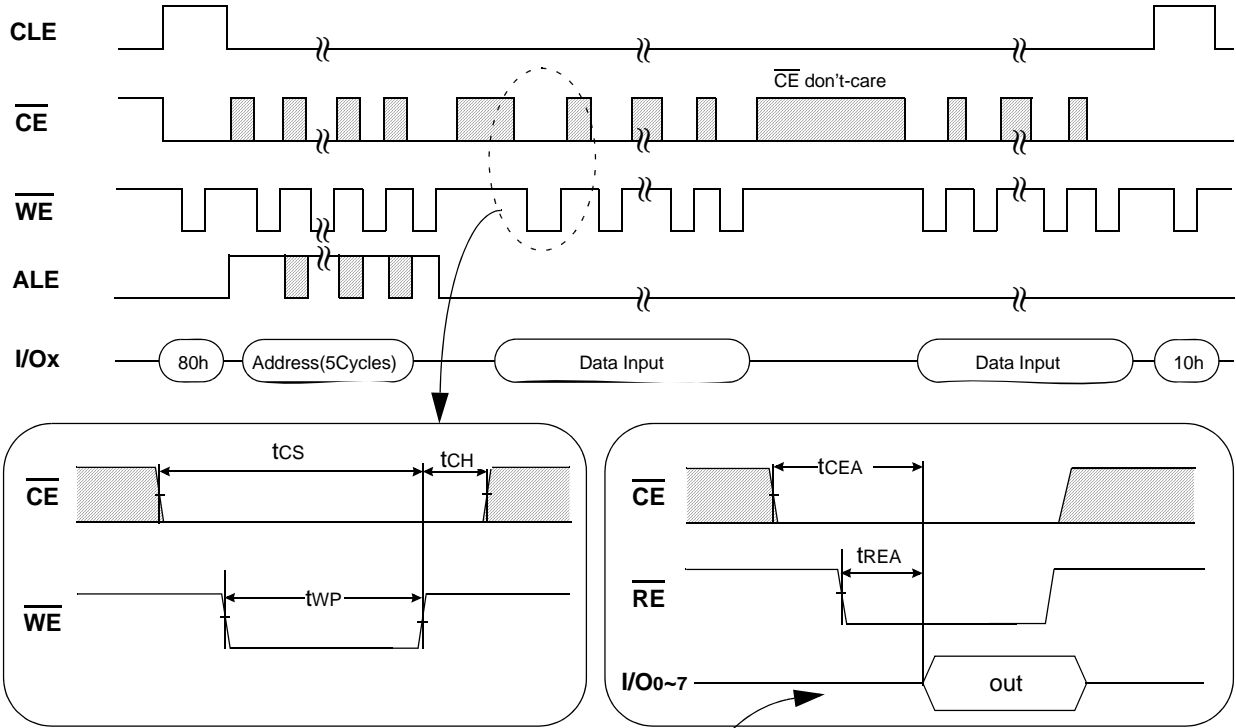 CLE
CE don't-care
CE
WE
ALE
I/Ox
80h
Address(5Cycles)
Data Input
Data Input
10h
tCS
tCH
CE
tWP
WE
tCEA
CE
tREA
RE
I/O0~7
out